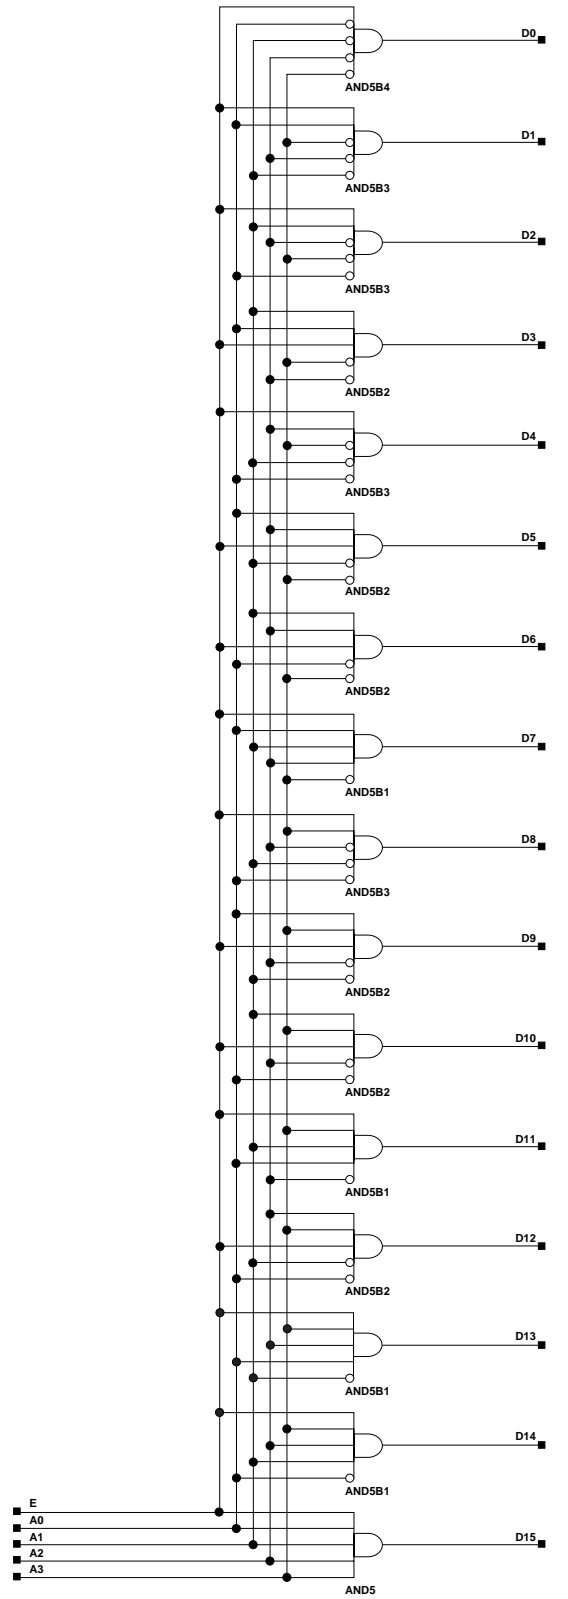 D0
AND5B4
D1
AND5B3
D2
AND5B3
D3
AND5B2
D4
AND5B3
D5
AND5B2
D6
AND5B2
D7
AND5B1
D8
AND5B3
D9
AND5B2
D10
AND5B2
D11
AND5B1
D12
AND5B2
D13
AND5B1
D14
AND5B1
E
A0
A1
D15
A2
A3
AND5